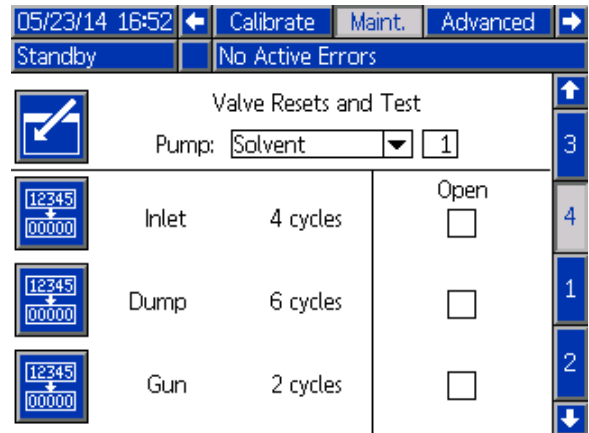 05/23/14 16:52 Calibrate Maint. Advanced
Standby No Active Errors
Valve Resets and Test
Pump: Solvent 1
3
Open
12345
00000
Inlet 4 cycles
4
12345
00000
Dump 6 cycles
1
12345
00000
Gun 2 cycles
2